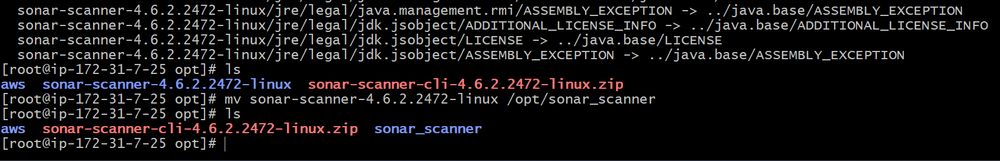 sonar-scanner-4.6.2.2472-linux/jre/legal/java.management.rmi/ASSEMBLY_EXCEPTION -> ../java.base/ASSEMBLY_EXCEPTION
sonar-scanner-4.6.2.2472-linux/jre/legal/jdk.jsobject/ADDITIONAL_LICENSE_INFO -> ../java.base/ADDITIONAL_LICENSE_INFO
sonar-scanner-4.6.2.2472-linux/jre/legal/jdk.jsobject/LICENSE -> ../java.base/LICENSE
sonar-scanner-4.6.2.2472-linux/jre/legal/jdk.jsobject/ASSEMBLY_EXCEPTION -> ../java.base/ASSEMBLY_EXCEPTION
[root@ip-172-31-7-25 opt]# ls
aws  sonar-scanner-4.6.2.2472-linux  sonar-scanner-cli-4.6.2.2472-linux.zip
[root@ip-172-31-7-25 opt]# mv sonar-scanner-4.6.2.2472-linux /opt/sonar_scanner
[root@ip-172-31-7-25 opt]# ls
aws  sonar-scanner-cli-4.6.2.2472-linux.zip  sonar_scanner
[root@ip-172-31-7-25 opt]#